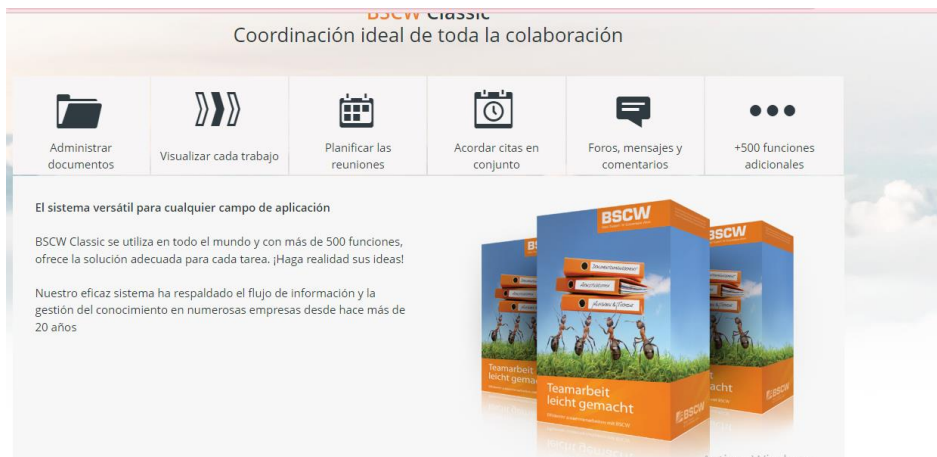 BSCW Classic
Coordinación ideal de toda la colaboración
Administrar
documentos
Visualizar cada trabajo
Planificar las
reuniones
Acordar citas en
conjunto
Foros, mensajes y
comentarios
+500 funciones
adicionales
El sistema versátil para cualquier campo de aplicación
BSCW Classic se utiliza en todo el mundo y con más de 500 funciones,
ofrece la solución adecuada para cada tarea. ¡Haga realidad sus ideas!
Nuestro eficaz sistema ha respaldado el flujo de información y la
gestión del conocimiento en numerosas empresas desde hace más de
20 años
BSCW
BSCW
Teamarbeit
leicht gemacht
Teamarbeit
leicht gema
acht
BSCW
BSCW